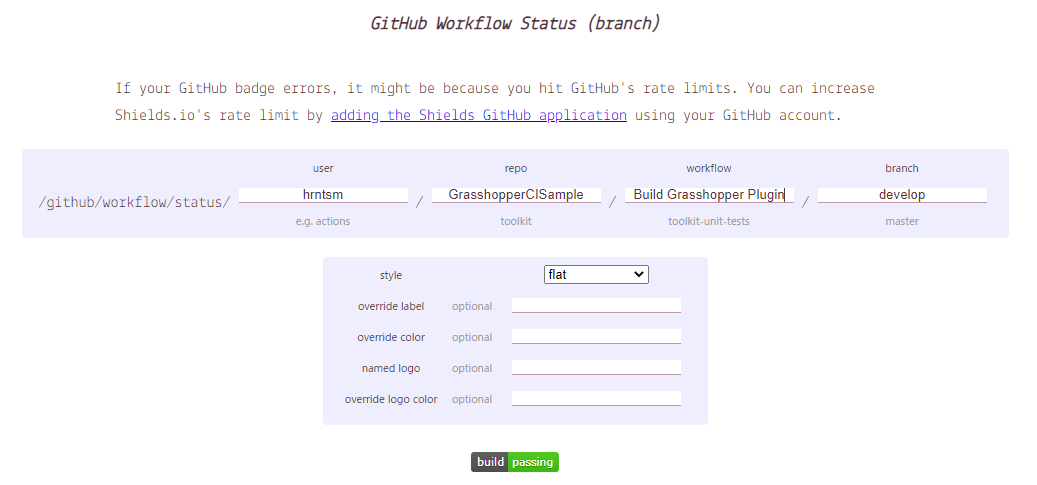 GitHub Workflow Status (branch)
If your GitHub badge errors, it might be because you hit GitHub's rate limits. You can increase
Shields.io's rate limit by adding the Shields GitHub application using your GitHub account.
user repo workflow branch
/github/workflow/status/ hrntsm / GrasshopperCISample / Build Grasshopper Plugin / develop
e.g. actions toolkit toolkit-unit-tests master
style flat
override label optional
override color optional
named logo optional
override logo color optional
build passing